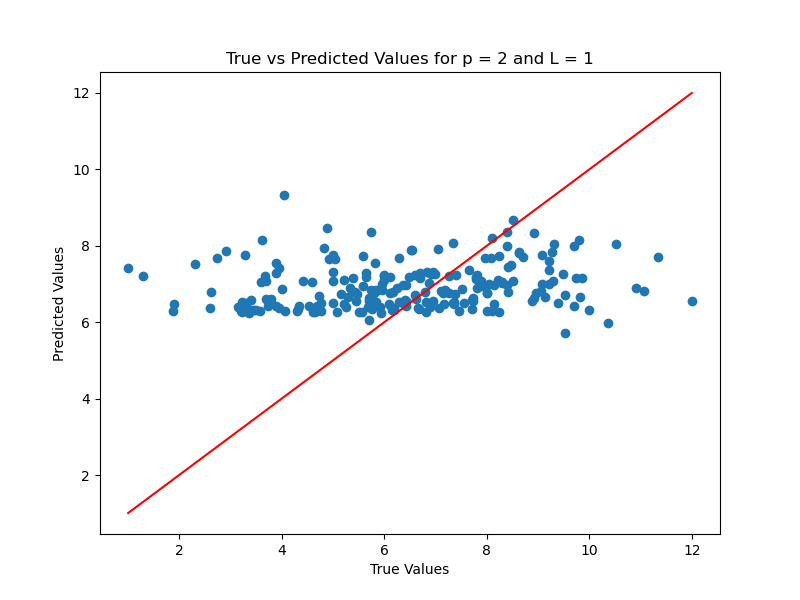 True vs Predicted Values for p = 2 and L = 1
12
10
8
6
4
2
Predicted Values
2 4 6 8 10 12
True Values